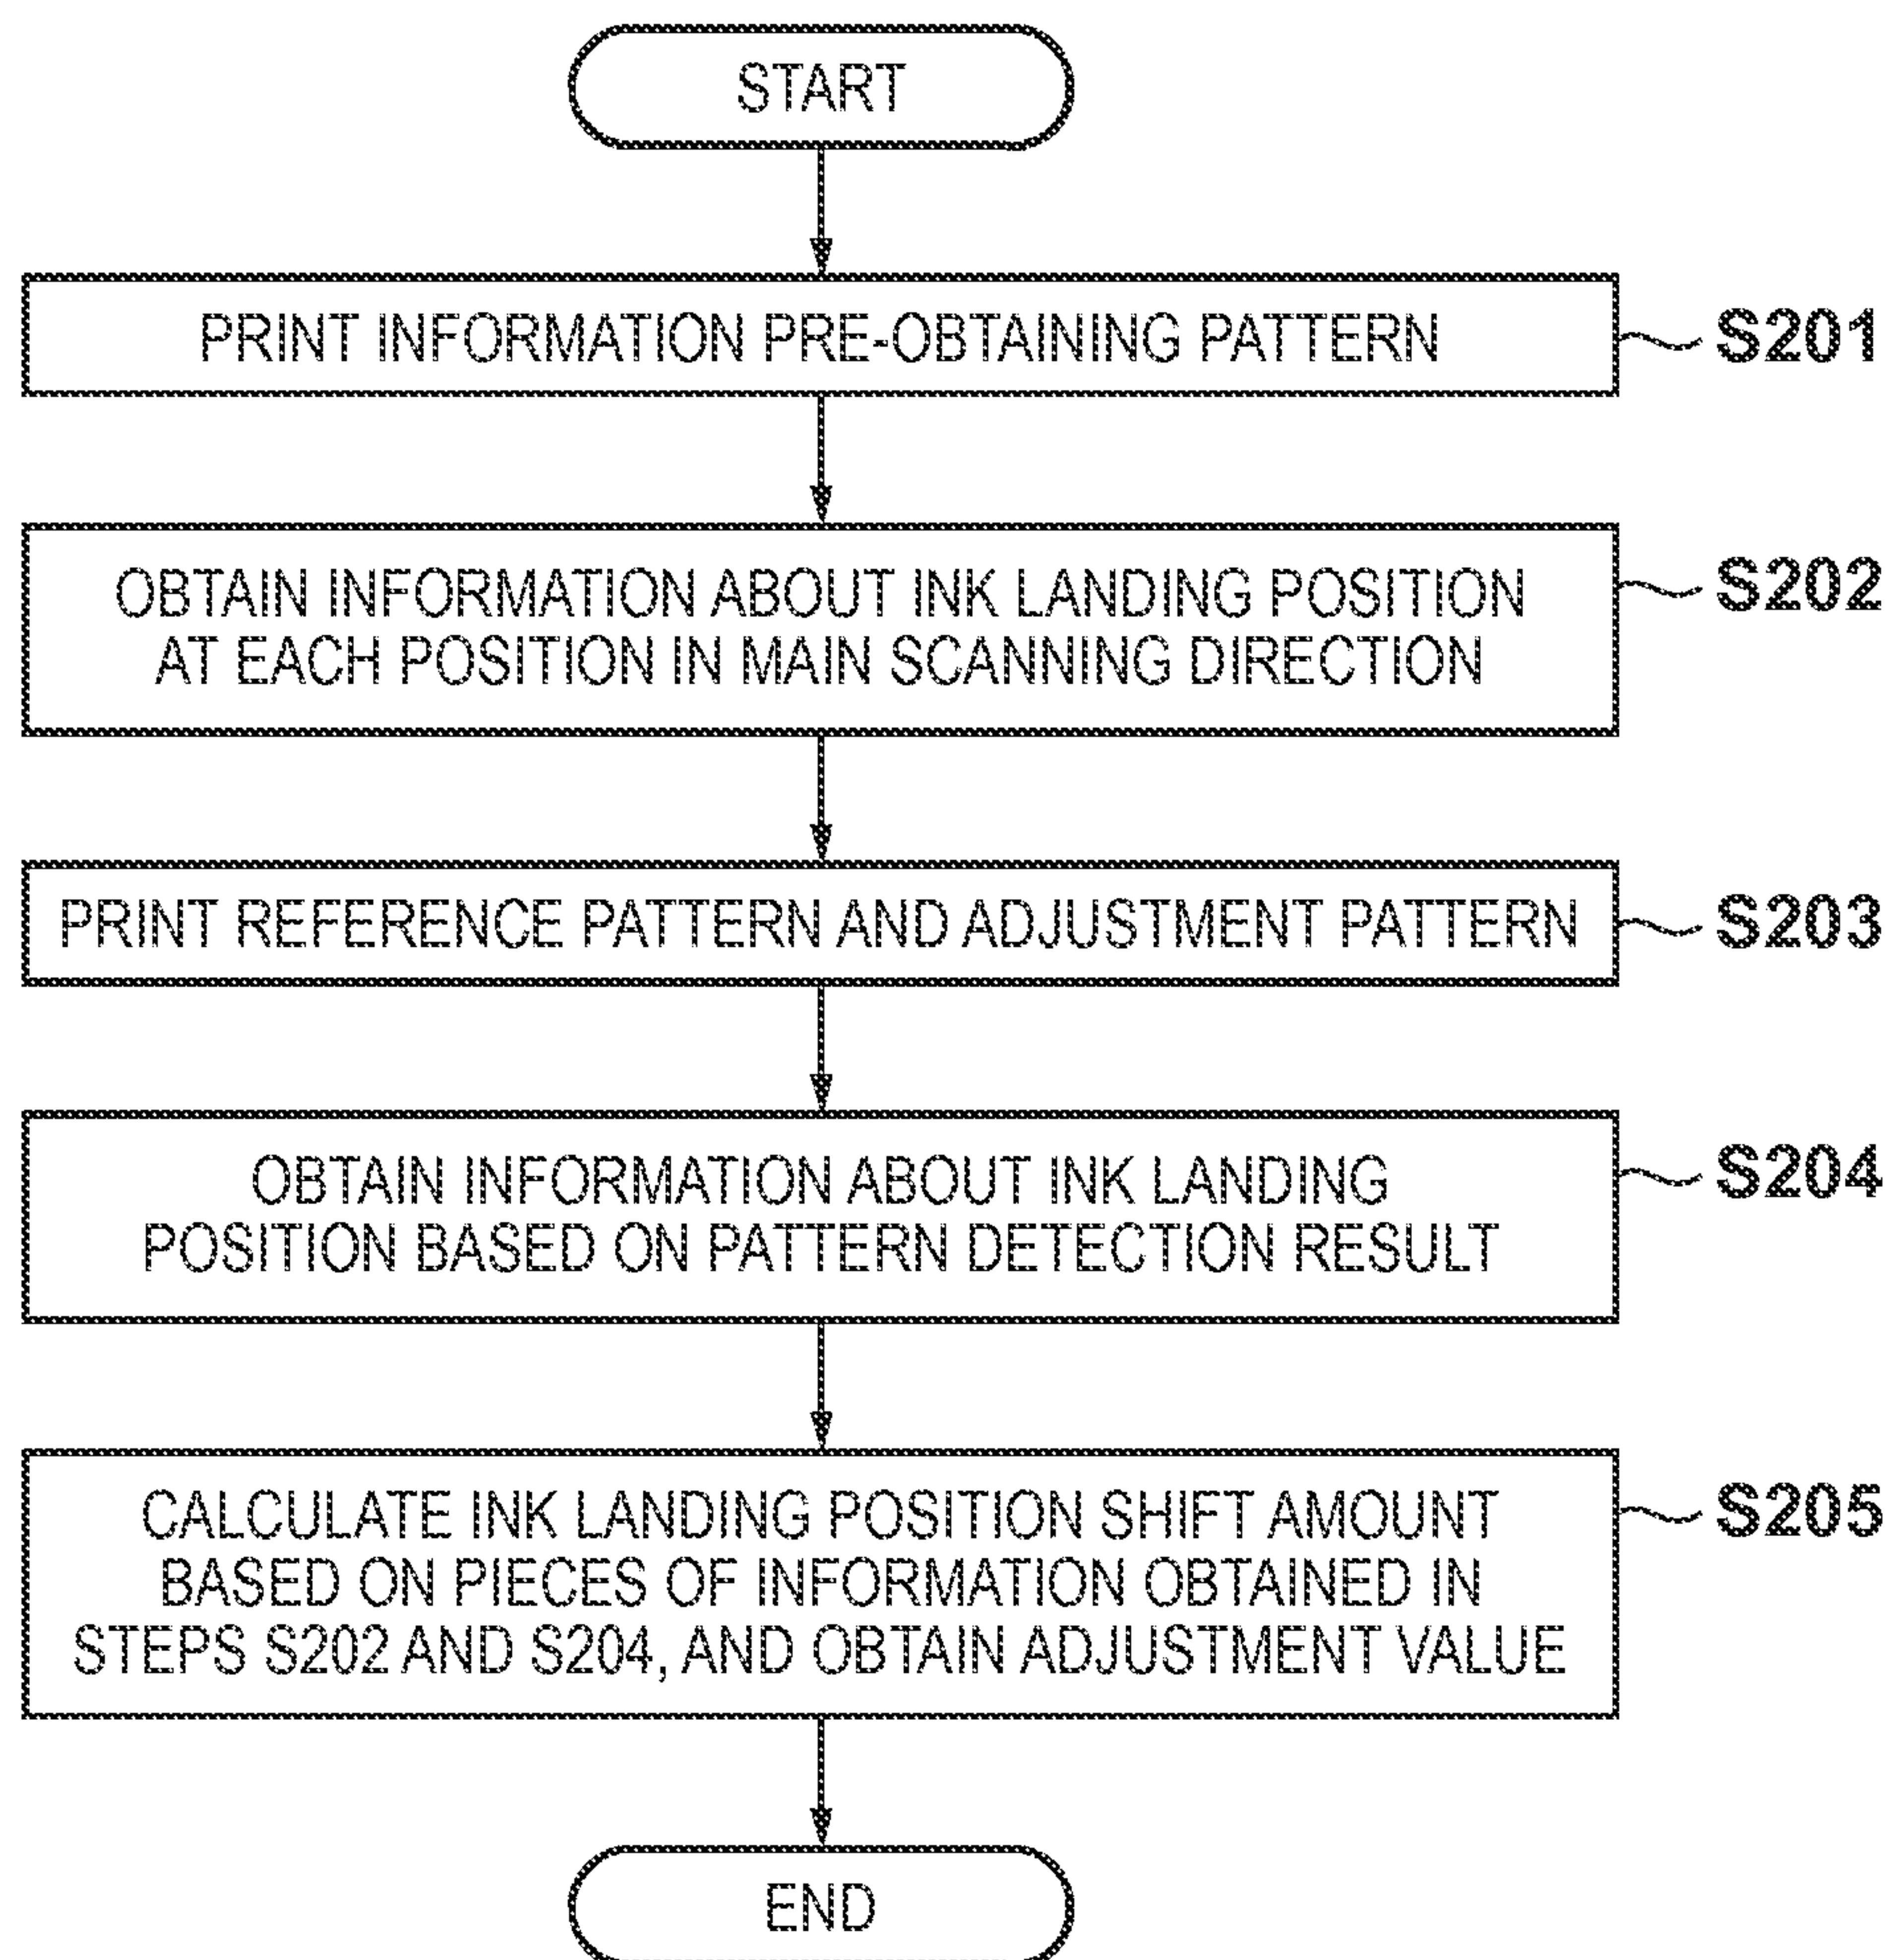 START
PRINT INFORMATION PRE-OBTAINING PATTERN
S201
OBTAIN INFORMATION ABOUT INK LANDING POSITION
AT EACH POSITION IN MAIN SCANNING DIRECTION
S202
PRINT REFERENCE PATTERN AND ADJUSTMENT PATTERN
S203
OBTAIN INFORMATION ABOUT INK LANDING
POSITION BASED ON PATTERN DETECTION RESULT
S204
CALCULATE INK LANDING POSITION SHIFT AMOUNT
BASED ON PIECES OF INFORMATION OBTAINED IN
STEPS S202 AND S204, AND OBTAIN ADJUSTMENT VALUE
S205
END